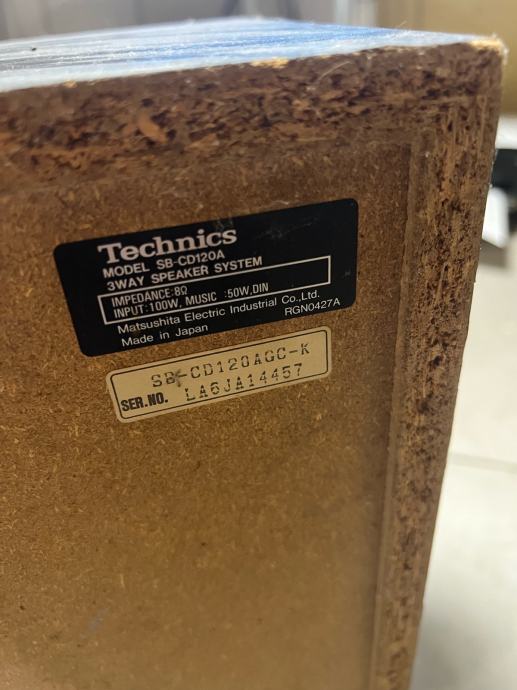 Technics
MODEL SB-CD120A
3WAY SPEAKER SYSTEM
IMPEDANCE:8Ω
INPUT:100W, MUSIC :50W,DIN
Matsushita Electric Industrial Co.,Ltd.
Made in Japan RGN0427A
SB-CD120AGC-K
SER.NO. LA6JA14457